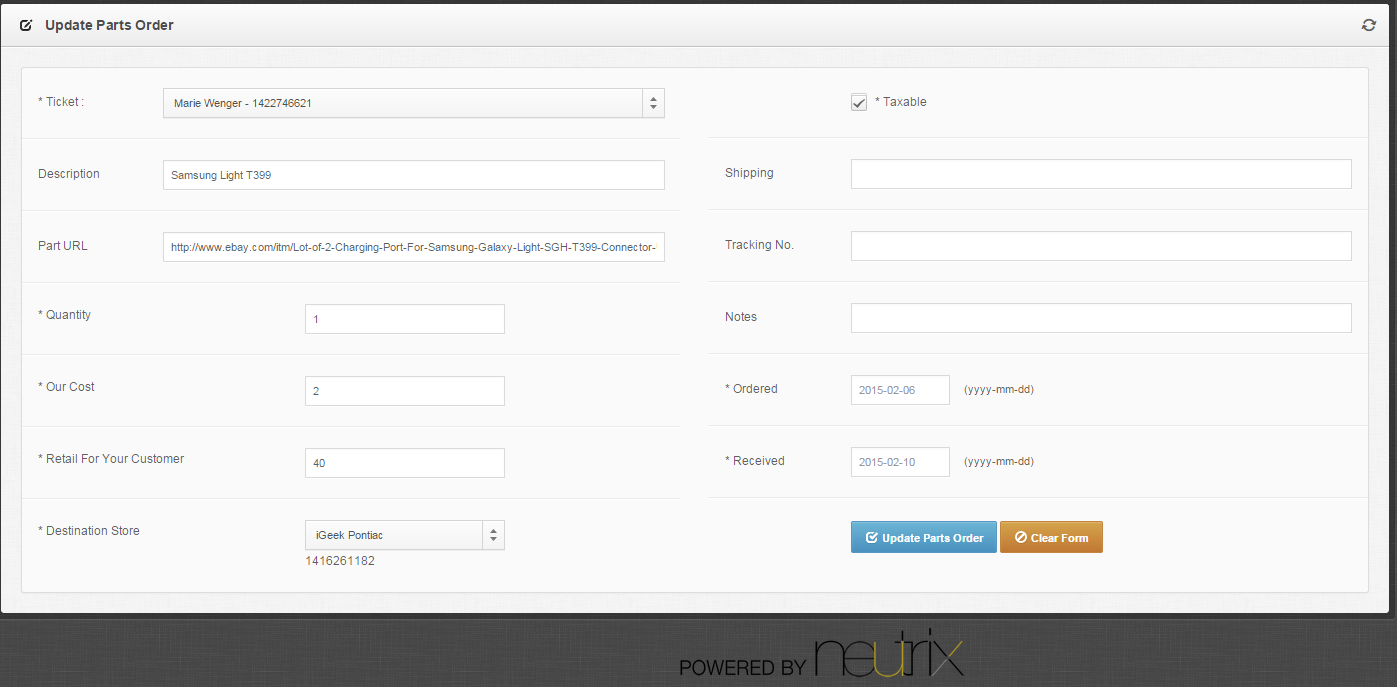 Update Parts Order
* Ticket :
Marie Wenger - 1422746621
* Taxable
Description
Samsung Light T399
Shipping
Part URL
http://www.ebay.com/itm/Lot-of-2-Charging-Port-For-Samsung-Galaxy-Light-SGH-T399-Connector-
Tracking No.
* Quantity
1
Notes
* Our Cost
2
* Ordered
2015-02-06
(yyyy-mm-dd)
* Retail For Your Customer
40
* Received
2015-02-10
(yyyy-mm-dd)
* Destination Store
iGeek Pontiac
1416261182
Update Parts Order
Clear Form
POWERED BY neutrix